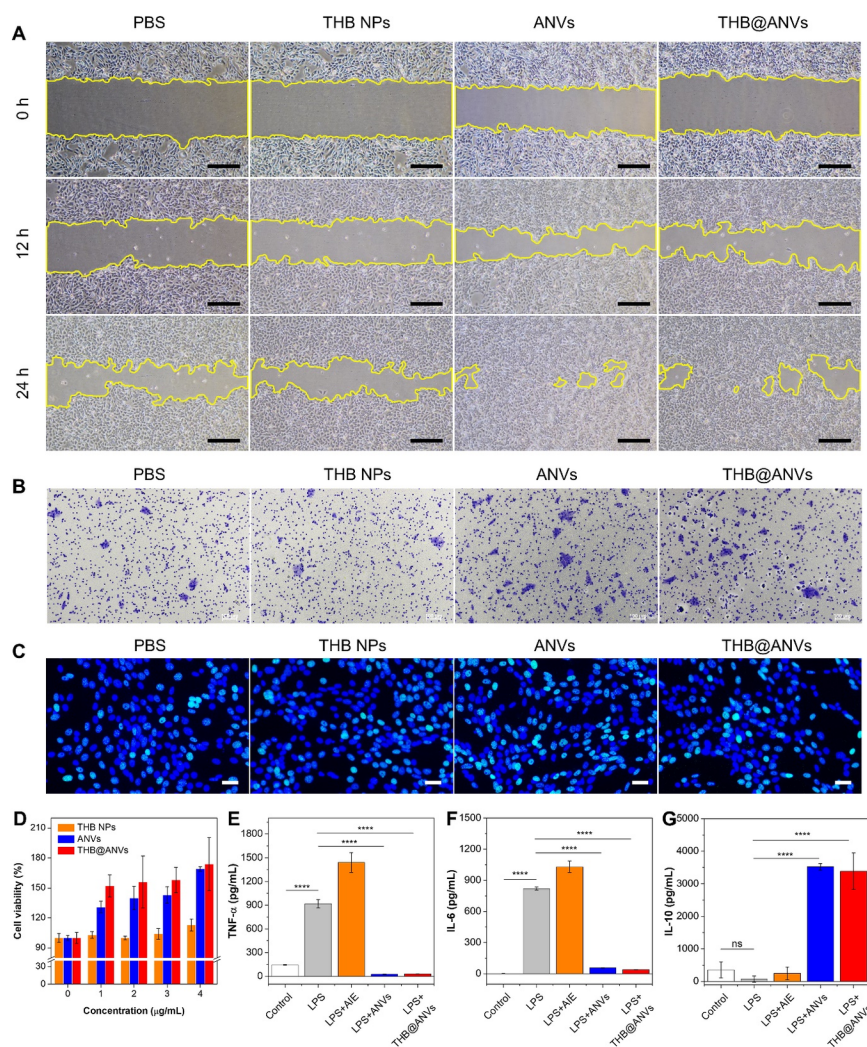 PBS THB NPs ANVs THB@ANVs
A
0 h
12 h
24 h
PBS THB NPs ANVs THB@ANVs
B
PBS THB NPs ANVs THB@ANVs
C
D
210
180
150
120
90
30
0
Cell viability (%)
THB NPs
ANVs
THB@ANVs
0 1 2 3 4
Concentration (μg/mL)
E
1800
1500
1200
900
600
300
0
TNF-α (pg/mL)
****
****
****
Control
LPS
LPS+AIE
LPS+ANVs
LPS+
THB@ANVs
F
1500
1200
900
600
300
0
IL-6 (pg/mL)
****
****
****
Control
LPS
LPS+AIE
LPS+ANVs
LPS+
THB@ANVs
G
5000
4000
3000
2000
1000
0
IL-10 (pg/mL)
****
****
ns
Control
LPS
LPS+AIE
LPS+ANVs
LPS+
THB@ANVs